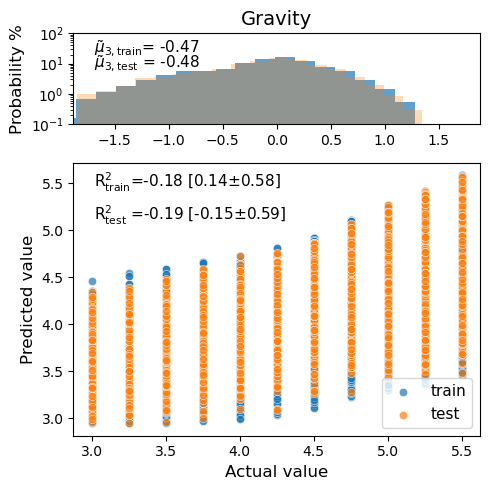 Gravity
Probability %
10² 10¹ 10⁰ 10⁻¹
μ̃₃,train= -0.47
μ̃₃,test = -0.48
−1.5 −1.0 −0.5 0.0 0.5 1.0 1.5
Predicted value
5.5 5.0 4.5 4.0 3.5 3.0
R²train=-0.18 [0.14±0.58]
R²test =-0.19 [-0.15±0.59]
train
test
3.0 3.5 4.0 4.5 5.0 5.5
Actual value